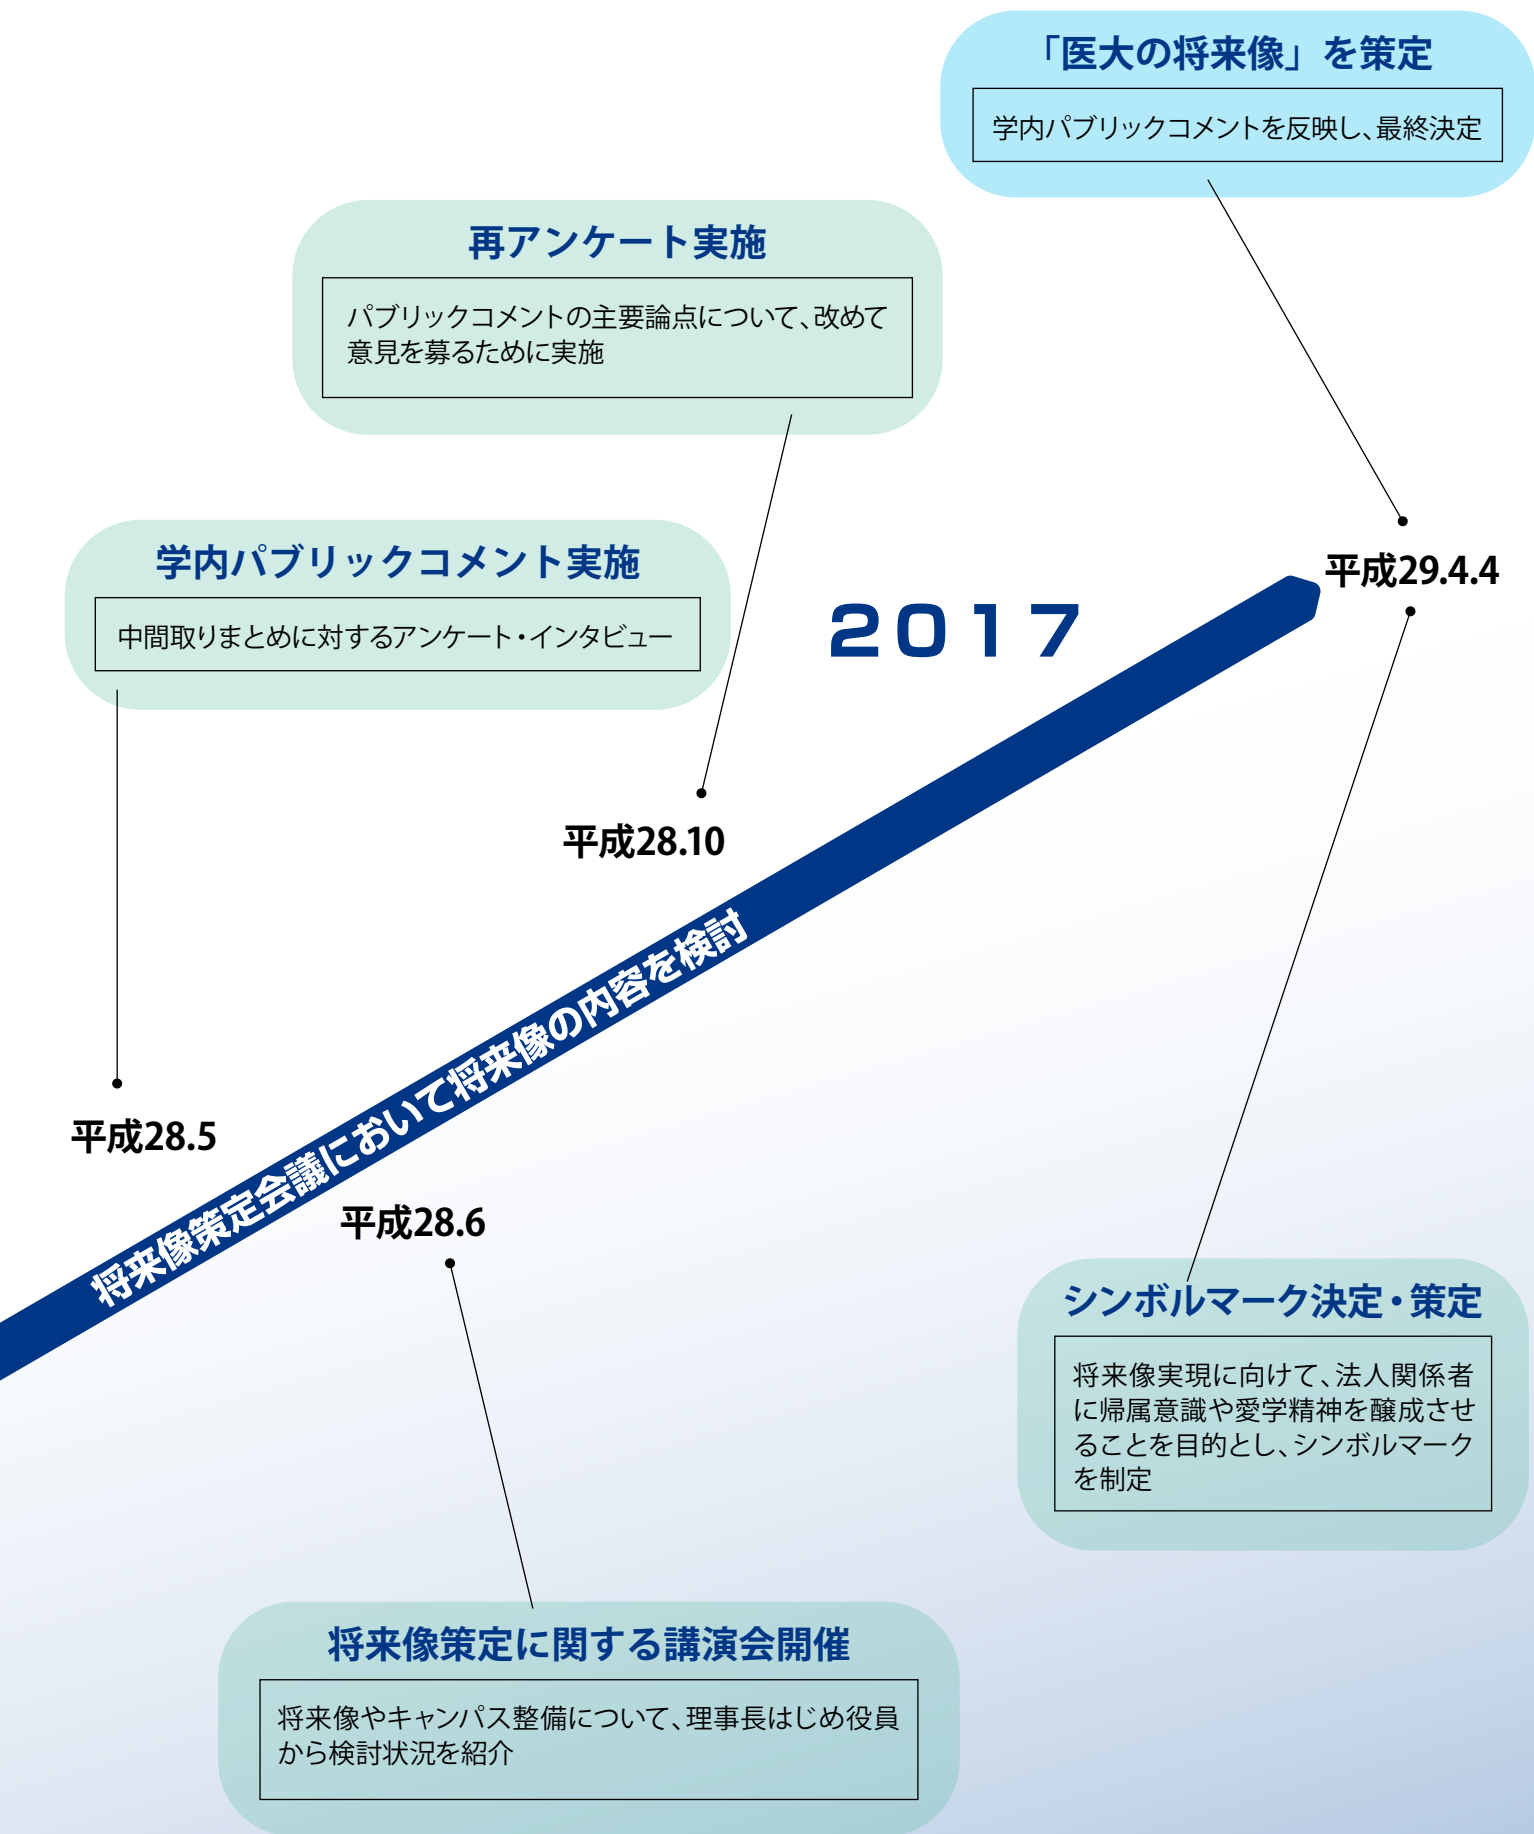 「医大の将来像」を策定
学内パブリックコメントを反映し、最終決定
再アンケート実施
パブリックコメントの主要論点について、改めて
意見を募るために実施
学内パブリックコメント実施
中間取りまとめに対するアンケート・インタビュー
平成29.4.4
2017
平成28.10
将来像策定会議において将来像の内容を検討
平成28.5
平成28.6
シンボルマーク決定・策定
将来像実現に向けて、法人関係者
に帰属意識や愛学精神を醸成させ
ることを目的とし、シンボルマーク
を制定
将来像策定に関する講演会開催
将来像やキャンパス整備について、理事長はじめ役員
から検討状況を紹介